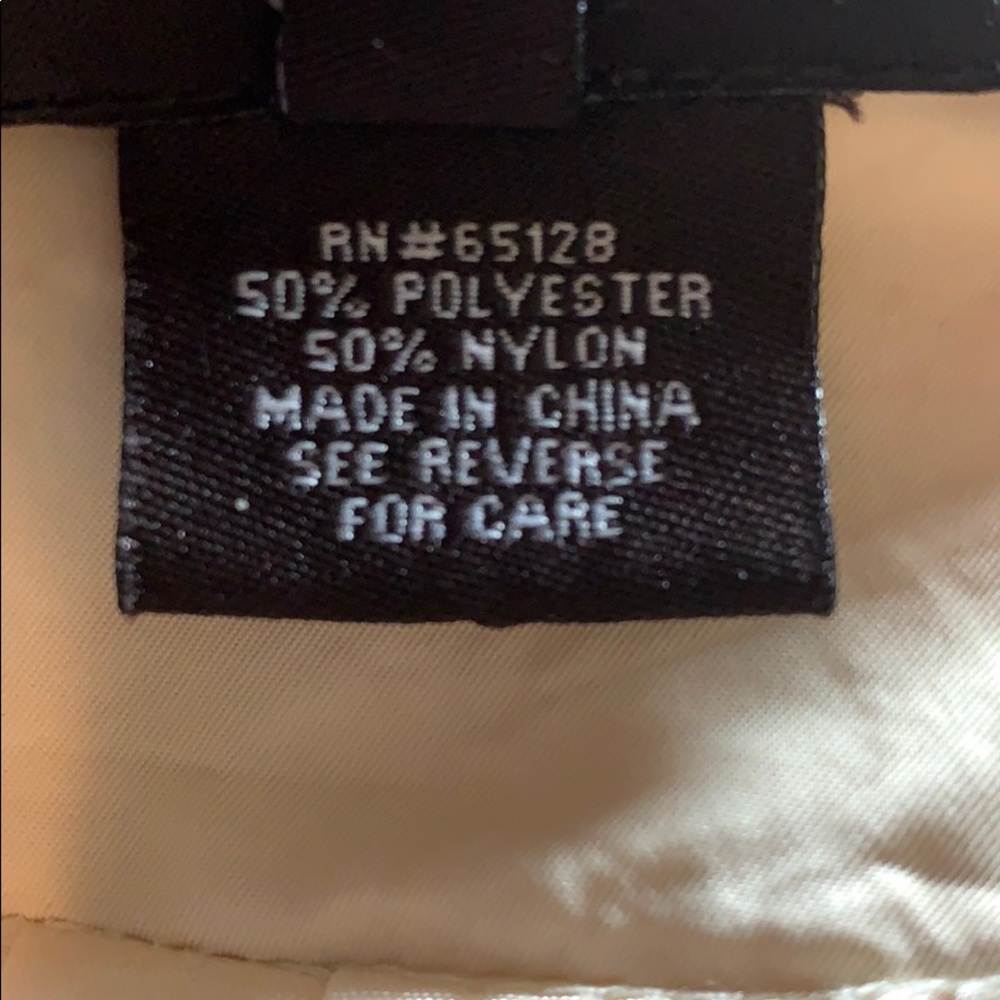 RN#65128
50% POLYESTER
50% NYLON
MADE IN CHINA
SEE REVERSE
FOR CARE